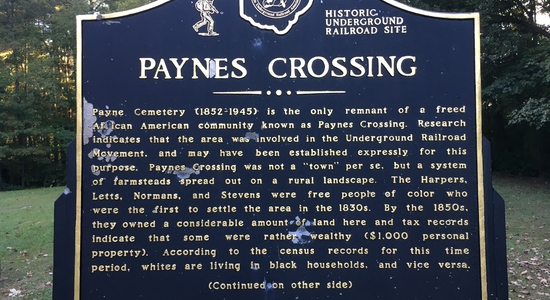 HISTORIC
UNDERGROUND
RAILROAD SITE
PAYNES CROSSING
Payne Cemetery (1852-1945) is the only remnant of a freed
African American community known as Paynes Crossing. Research
indicates that the area was involved in the Underground Railroad
Movement, and may have been established expressly for this
purpose. Paynes Crossing was not a "town" per se, but a system
of farmsteads spread out on a rural landscape. The Harpers,
Letts, Normans, and Stevens were free people of color who
were the first to settle the area in the 1830s. By the 1850s,
they owned a considerable amount of land here and tax records
indicate that some were rather wealthy ($1,000 personal
property). According to the census records for this time
period, whites are living in black households, and vice versa.
(Continued on other side)